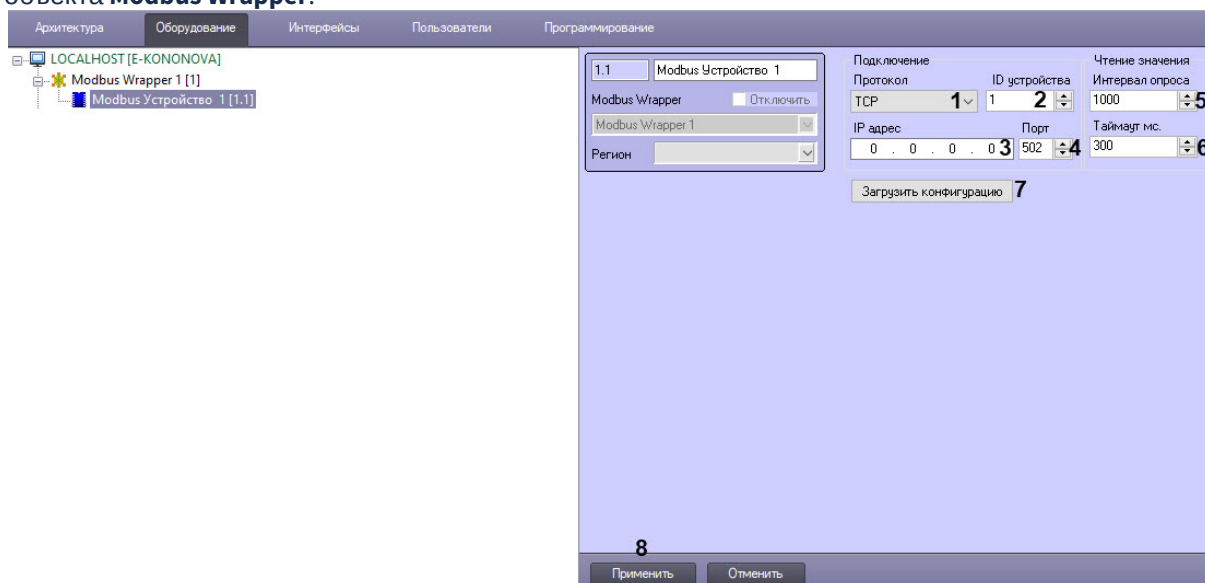 объекта Modbus Wrapper.
Архитектура Оборудование Интерфейсы Пользователи Программирование
LOCALHOST [E-KONONOVA]
Modbus Wrapper 1 [1]
Modbus Устройство 1 [1.1]
1.1 Modbus Устройство 1
Modbus Wrapper Отключить
Modbus Wrapper 1
Регион
Подключение
Протокол ID устройства
TCP 1 1 2
IP адрес Порт
0 . 0 . 0 . 0 3 502 4
Чтение значения
Интервал опроса
1000 5
Таймаут мс.
300 6
Загрузить конфигурацию 7
8
Применить Отменить